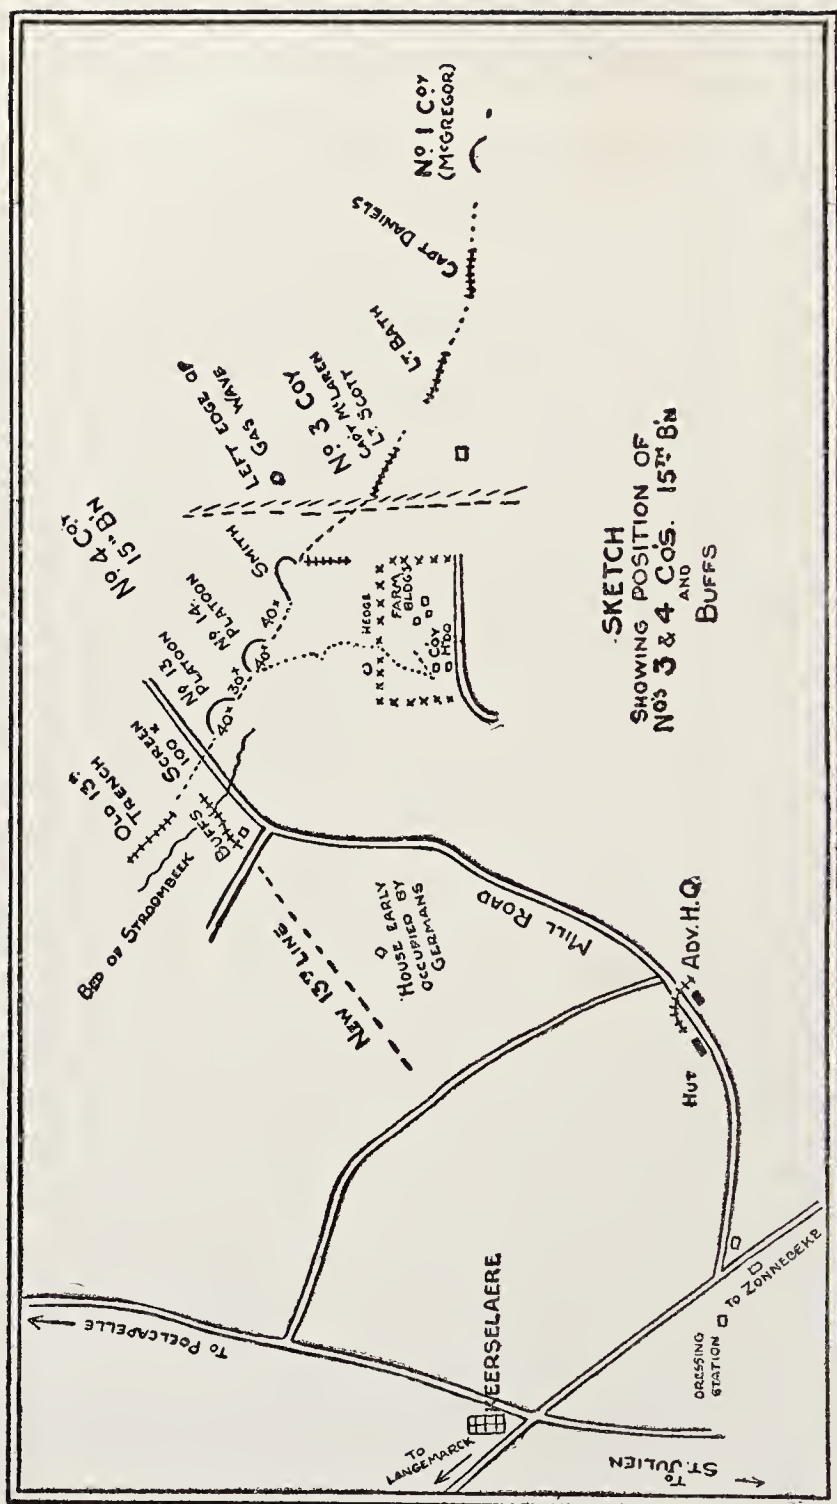 SKETCH
SHOWING POSITION OF
Nos 3 & 4 Co's. 15TH B'N
AND
BUFFS
No 1 COY
(McGREGOR)
CAPT DANIELS
LT BATH
No 3 COY
CAPT McLAREN
LT SCOTT
LEFT EDGE OF
GAS WAVE
No 4 COY
15TH B'N
SMITH
40x
No 14
PLATOON
40x
30x
No 13
PLATOON
40x
SCREEN
100 x
OLD 13TH
TRENCH
BUFFS
BED OF STROOMBEEK
NEW 13TH LINE
HEDGE
FARM
BLDGS
COY
HDQ
HOUSE EARLY
OCCUPIED BY
GERMANS
MILL ROAD
ADV. H.Q.
HUT
TO POELCAPELLE
KEERSELAERE
TO
LANGEMARCK
TO
ST. JULIEN
DRESSING
STATION
TO ZONNEBEKE